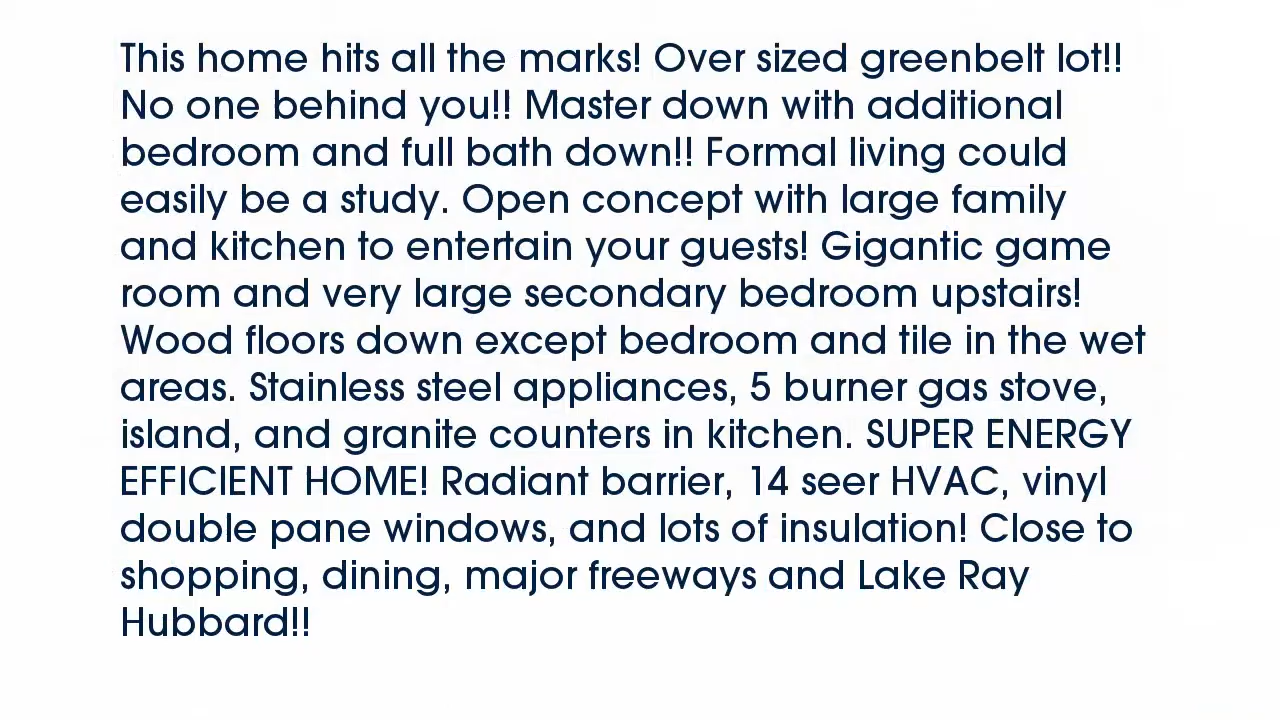 This home hits all the marks! Over sized greenbelt lot!!
No one behind you!! Master down with additional
bedroom and full bath down!! Formal living could
easily be a study. Open concept with large family
and kitchen to entertain your guests! Gigantic game
room and very large secondary bedroom upstairs!
Wood floors down except bedroom and tile in the wet
areas. Stainless steel appliances, 5 burner gas stove,
island, and granite counters in kitchen. SUPER ENERGY
EFFICIENT HOME! Radiant barrier, 14 seer HVAC, vinyl
double pane windows, and lots of insulation! Close to
shopping, dining, major freeways and Lake Ray
Hubbard!!